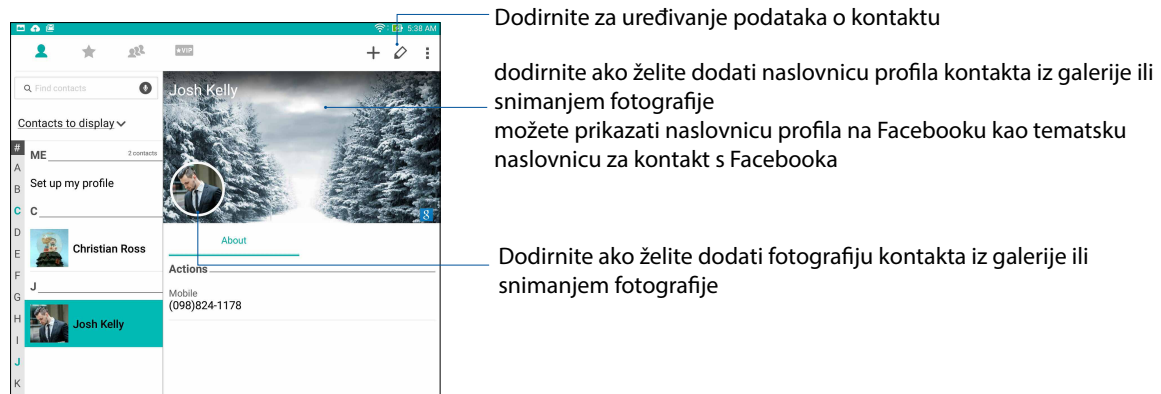 5:38 AM
VIP
Find contacts
Contacts to display
#
A
B
C
D
E
F
G
H
I
J
K
ME
2 contacts
Set up my profile
C
Christian Ross
J
Josh Kelly
Josh Kelly
8
About
Actions
Mobile
(098)824-1178
Dodirnite za uređivanje podataka o kontaktu
dodirnite ako želite dodati naslovnicu profila kontakta iz galerije ili
snimanjem fotografije
možete prikazati naslovnicu profila na Facebooku kao tematsku
naslovnicu za kontakt s Facebooka
Dodirnite ako želite dodati fotografiju kontakta iz galerije ili
snimanjem fotografije